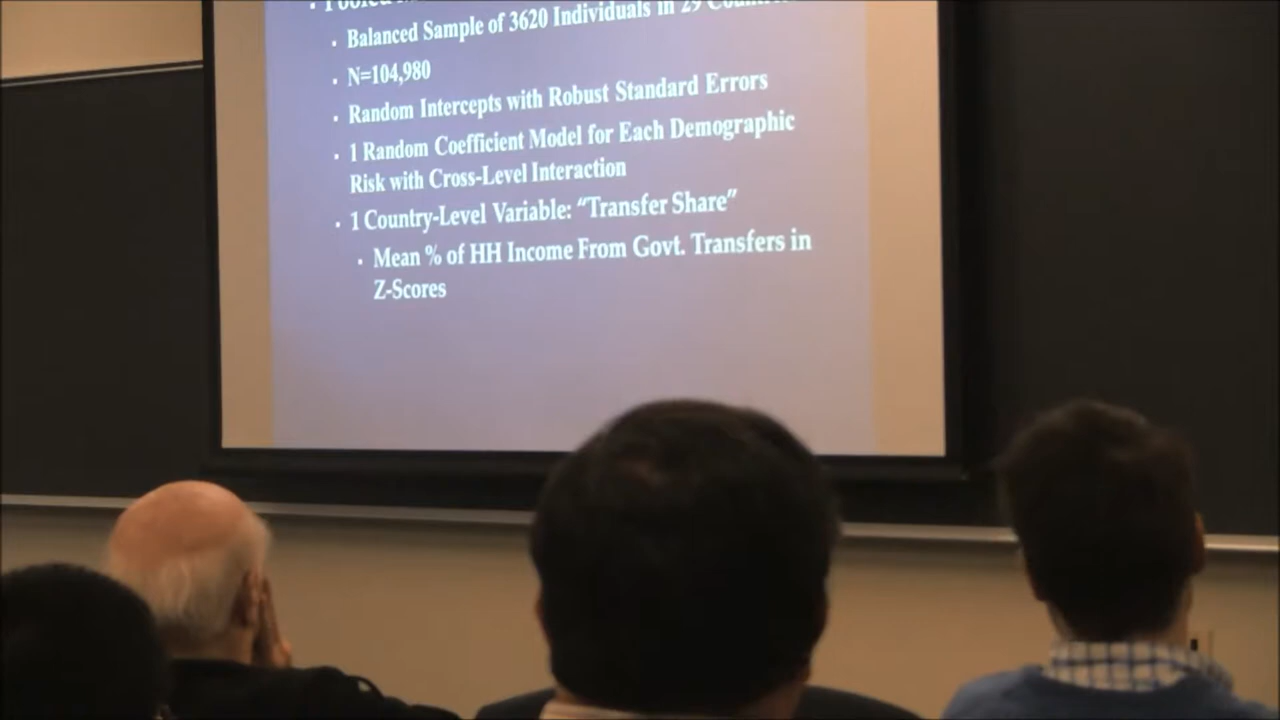 Balanced Sample of 3620 Individuals in 29
N=104,980
Random Intercepts with Robust Standard Errors
1 Random Coefficient Model for Each Demographic
Risk with Cross-Level Interaction
1 Country-Level Variable: “Transfer Share”
Mean % of HH Income From Govt. Transfers in
Z-Scores